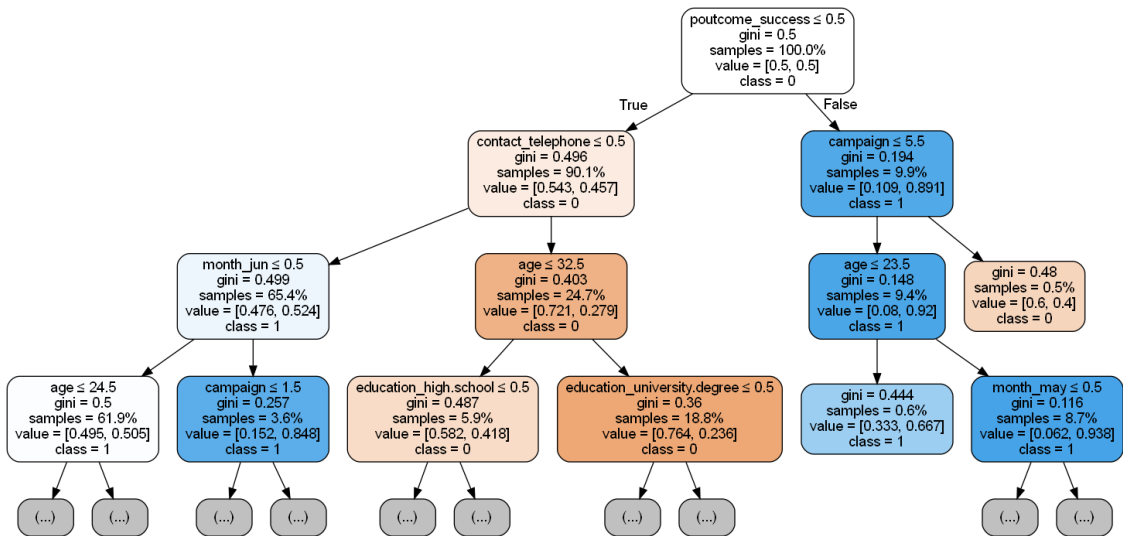 poutcome_success ≤ 0.5
gini = 0.5
samples = 100.0%
value = [0.5, 0.5]
class = 0
True
False
contact_telephone ≤ 0.5
gini = 0.496
samples = 90.1%
value = [0.543, 0.457]
class = 0
campaign ≤ 5.5
gini = 0.194
samples = 9.9%
value = [0.109, 0.891]
class = 1
month_jun ≤ 0.5
gini = 0.499
samples = 65.4%
value = [0.476, 0.524]
class = 1
age ≤ 32.5
gini = 0.403
samples = 24.7%
value = [0.721, 0.279]
class = 0
age ≤ 23.5
gini = 0.148
samples = 9.4%
value = [0.08, 0.92]
class = 1
gini = 0.48
samples = 0.5%
value = [0.6, 0.4]
class = 0
age ≤ 24.5
gini = 0.5
samples = 61.9%
value = [0.495, 0.505]
class = 1
campaign ≤ 1.5
gini = 0.257
samples = 3.6%
value = [0.152, 0.848]
class = 1
education_high.school ≤ 0.5
gini = 0.487
samples = 5.9%
value = [0.582, 0.418]
class = 0
education_university.degree ≤ 0.5
gini = 0.36
samples = 18.8%
value = [0.764, 0.236]
class = 0
gini = 0.444
samples = 0.6%
value = [0.333, 0.667]
class = 1
month_may ≤ 0.5
gini = 0.116
samples = 8.7%
value = [0.062, 0.938]
class = 1
(...)
(...)
(...)
(...)
(...)
(...)
(...)
(...)
(...)
(...)